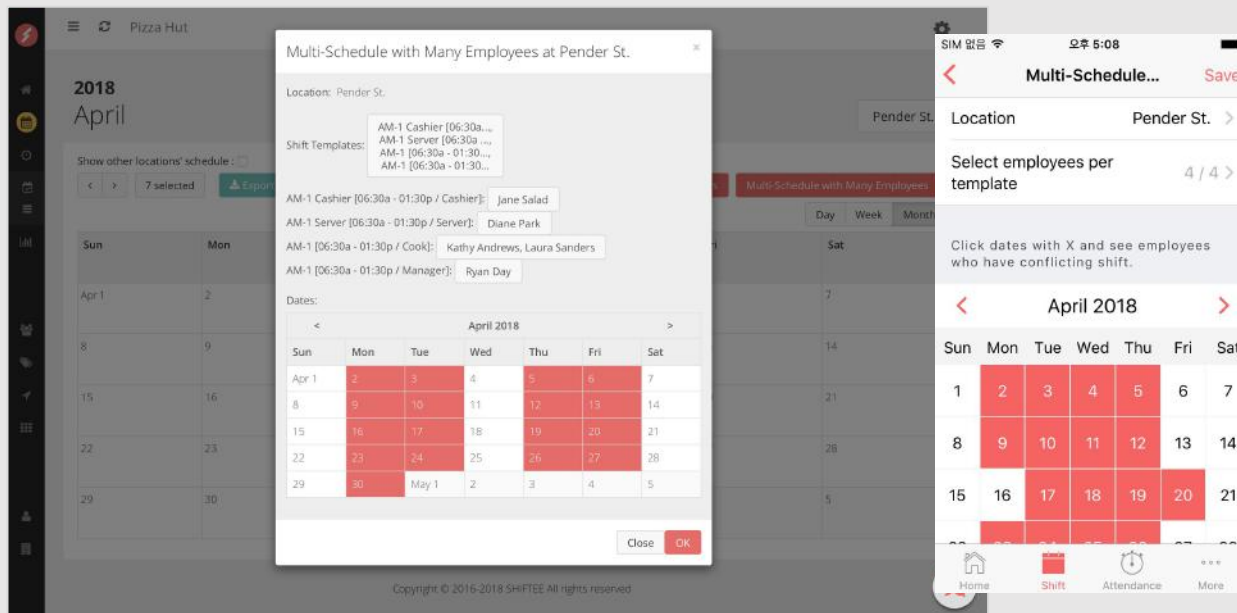 Pizza Hut
2018
April
Pender St.
Show other locations' schedule :
< > 7 selected Export
Multi-Schedule with Many Employees
Day Week Month
Sun Mon Sat
Apr 1 2 7
8 9 14
15 16 21
22 23 28
29 30 5
Multi-Schedule with Many Employees at Pender St. ×
Location: Pender St.
Shift Templates:
AM-1 Cashier [06:30a...,
AM-1 Server [06:30a ...,
AM-1 [06:30a - 01:30...,
AM-1 [06:30a - 01:30...
AM-1 Cashier [06:30a - 01:30p / Cashier]: Jane Salad
AM-1 Server [06:30a - 01:30p / Server]: Diane Park
AM-1 [06:30a - 01:30p / Cook]: Kathy Andrews, Laura Sanders
AM-1 [06:30a - 01:30p / Manager]: Ryan Day
Dates:
< April 2018 >
Sun Mon Tue Wed Thu Fri Sat
Apr 1 2 3 4 5 6 7
8 9 10 11 12 13 14
15 16 17 18 19 20 21
22 23 24 25 26 27 28
29 30 May 1 2 3 4 5
Close OK
Copyright © 2016-2018 SHIFTEE All rights reserved
SIM 없음 오후 5:08
Multi-Schedule... Save
Location Pender St. >
Select employees per
template 4 / 4 >
Click dates with X and see employees
who have conflicting shift.
< April 2018 >
Sun Mon Tue Wed Thu Fri Sat
1 2 3 4 5 6 7
8 9 10 11 12 13 14
15 16 17 18 19 20 21
Home Shift Attendance More